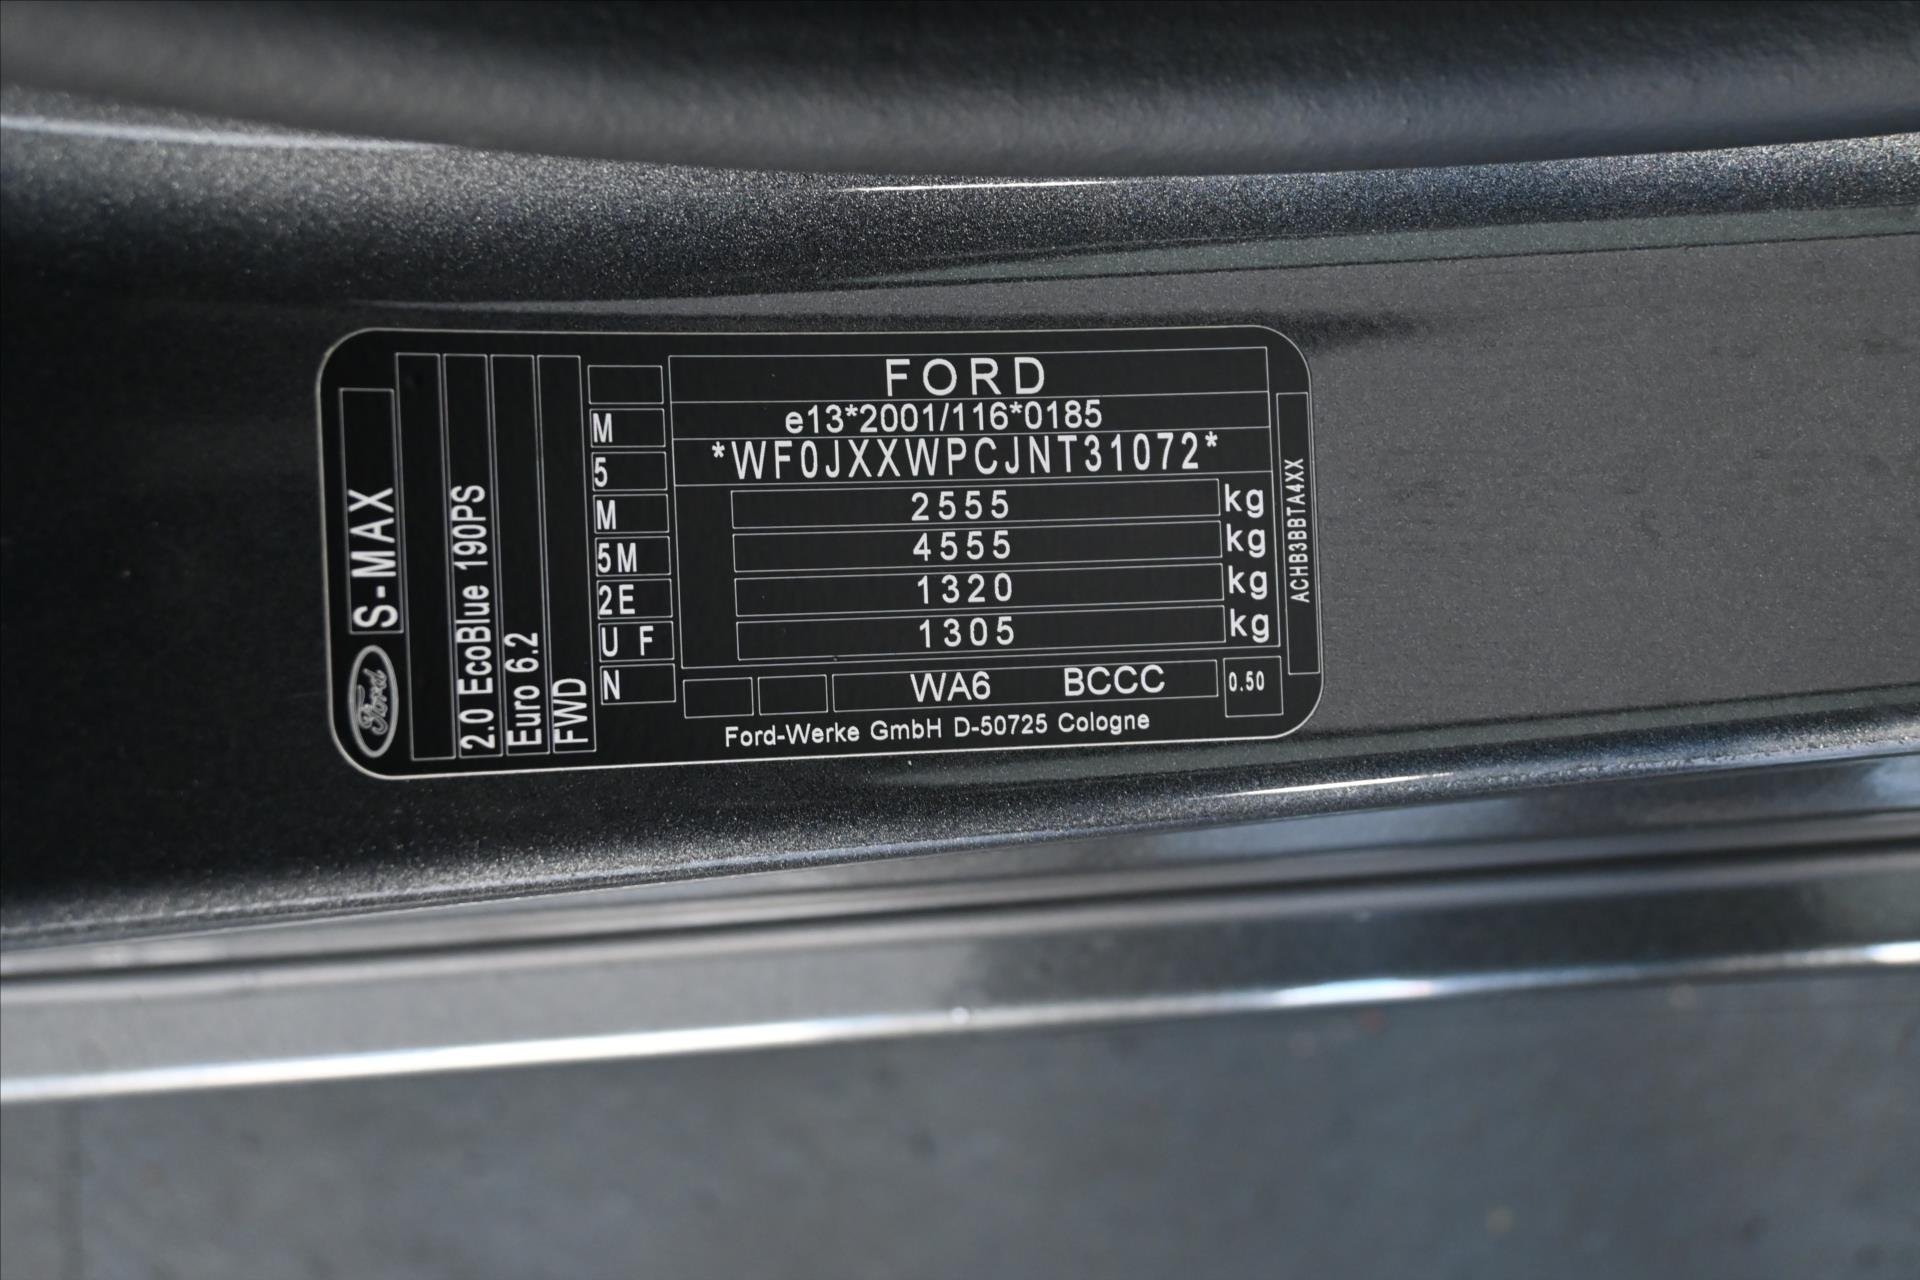 Ford
S-MAX
2.0 EcoBlue 190PS
Euro 6.2
FWD
M
5
M
5M
2E
U F
N
FORD
e13*2001/116*0185
*WF0JXXWPCJNT31072*
2555 kg
4555 kg
1320 kg
1305 kg
WA6 BCCC 0.50
Ford-Werke GmbH D-50725 Cologne
ACHB3BBTA4XX